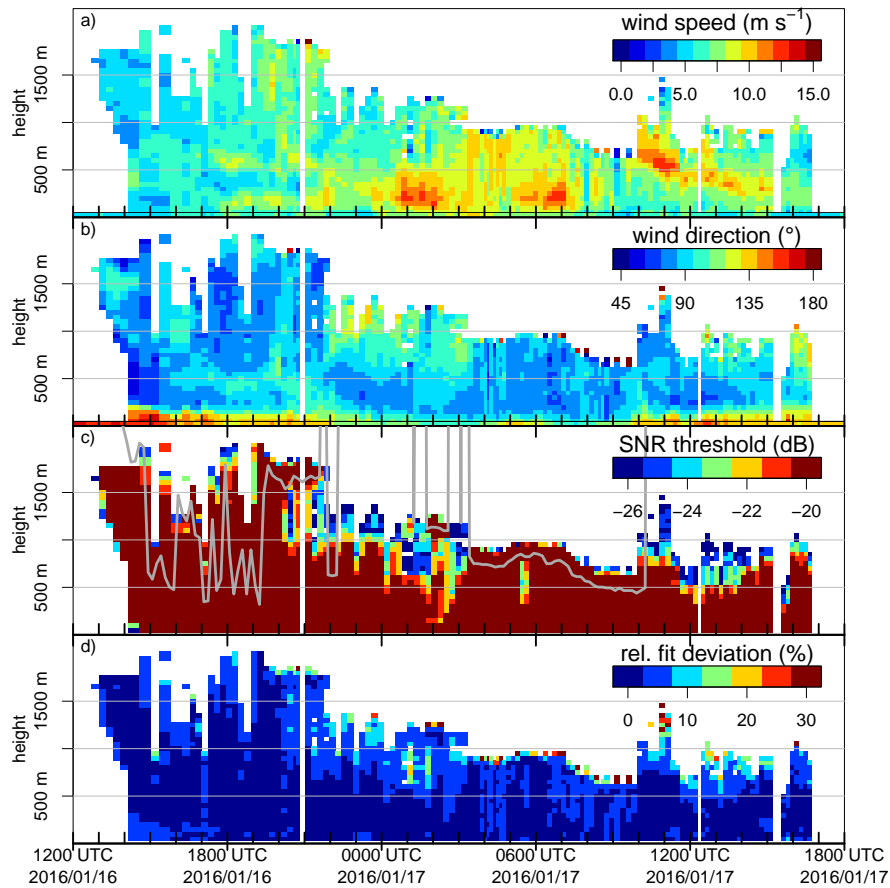 a)
wind speed (m s⁻¹)
0.0 5.0 10.0 15.0
height
500 m 1500 m
b)
wind direction (°)
45 90 135 180
height
500 m 1500 m
c)
SNR threshold (dB)
−26 −24 −22 −20
height
500 m 1500 m
d)
rel. fit deviation (%)
0 10 20 30
height
500 m 1500 m
1200 UTC 1800 UTC 0000 UTC 0600 UTC 1200 UTC 1800 UTC
2016/01/16 2016/01/16 2016/01/17 2016/01/17 2016/01/17 2016/01/17